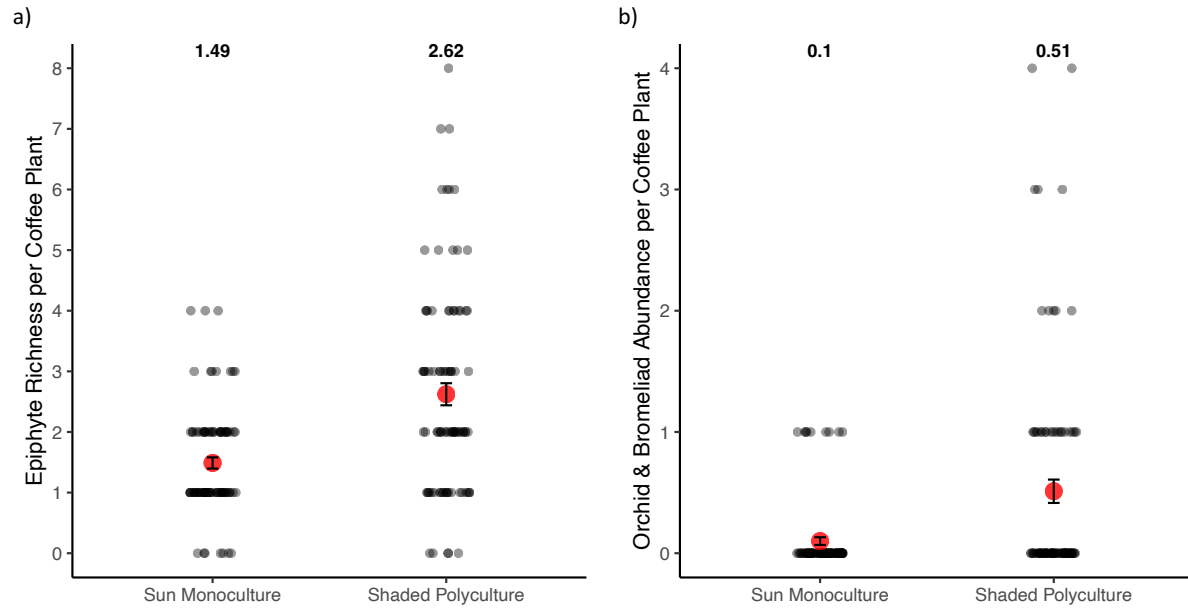 a)
1.49 2.62
Epiphyte Richness per Coffee Plant
8
7
6
5
4
3
2
1
0
Sun Monoculture Shaded Polyculture
b)
0.1 0.51
Orchid & Bromeliad Abundance per Coffee Plant
4
3
2
1
0
Sun Monoculture Shaded Polyculture